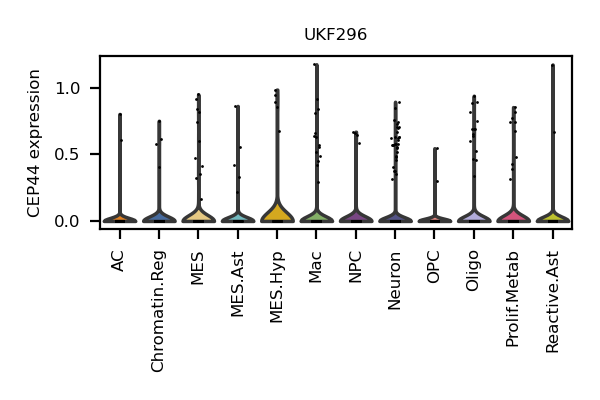 UKF296
CEP44 expression
1.0
0.5
0.0
AC
Chromatin.Reg
MES
MES.Ast
MES.Hyp
Mac
NPC
Neuron
OPC
Oligo
Prolif.Metab
Reactive.Ast